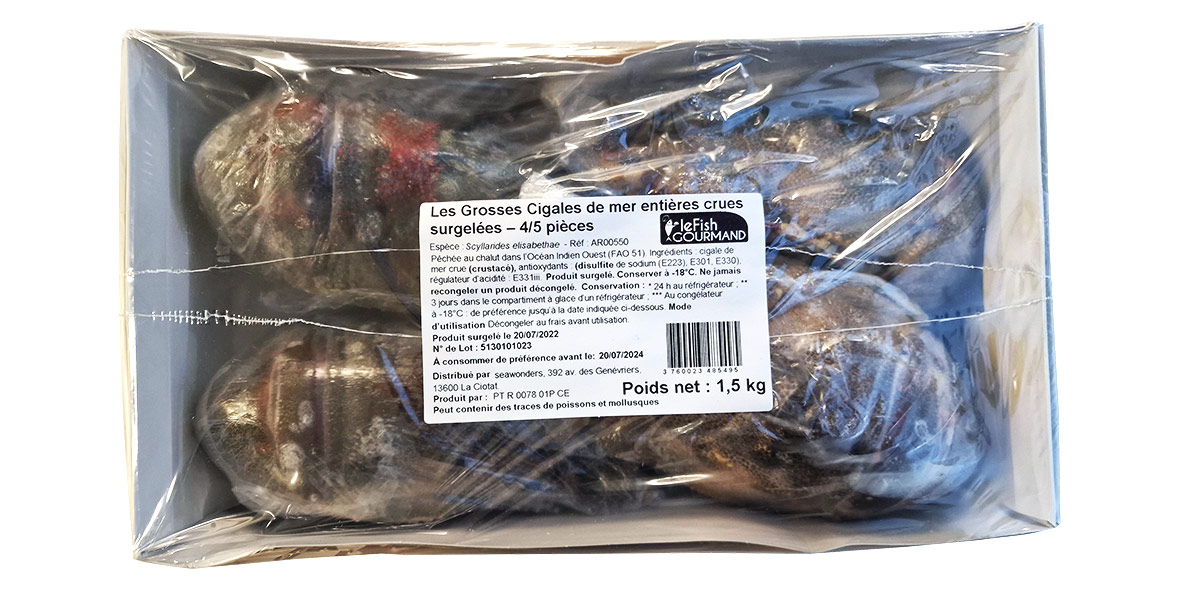 Les Grosses Cigales de mer entières crues
surgelées – 4/5 pièces
leFish
GOURMAND
Espèce : Scyllarides elisabethae - Réf : AR00550
Péchée au chalut dans l'Océan Indien Ouest (FAO 51). Ingrédients : cigale de
mer crue (crustacé), antioxydants : (disulfite de sodium (E223), E301, E330),
régulateur d'acidité : E331iii. Produit surgelé. Conserver à -18°C. Ne jamais
recongeler un produit décongelé. Conservation : * 24 h au réfrigérateur ; **
3 jours dans le compartiment à glace d'un réfrigérateur ; *** Au congélateur
à -18°C : de préférence jusqu'à la date indiquée ci-dessous. Mode
d'utilisation Décongeler au frais avant utilisation.
Produit surgelé le 20/07/2022
N° de Lot : 5130101023
À consommer de préférence avant le: 20/07/2024
3 760023 485495
Distribué par seawonders, 392 av. des Genévriers,
13600 La Ciotat.
Poids net : 1,5 kg
Produit par : PT R 0078 01P CE
Peut contenir des traces de poissons et mollusques